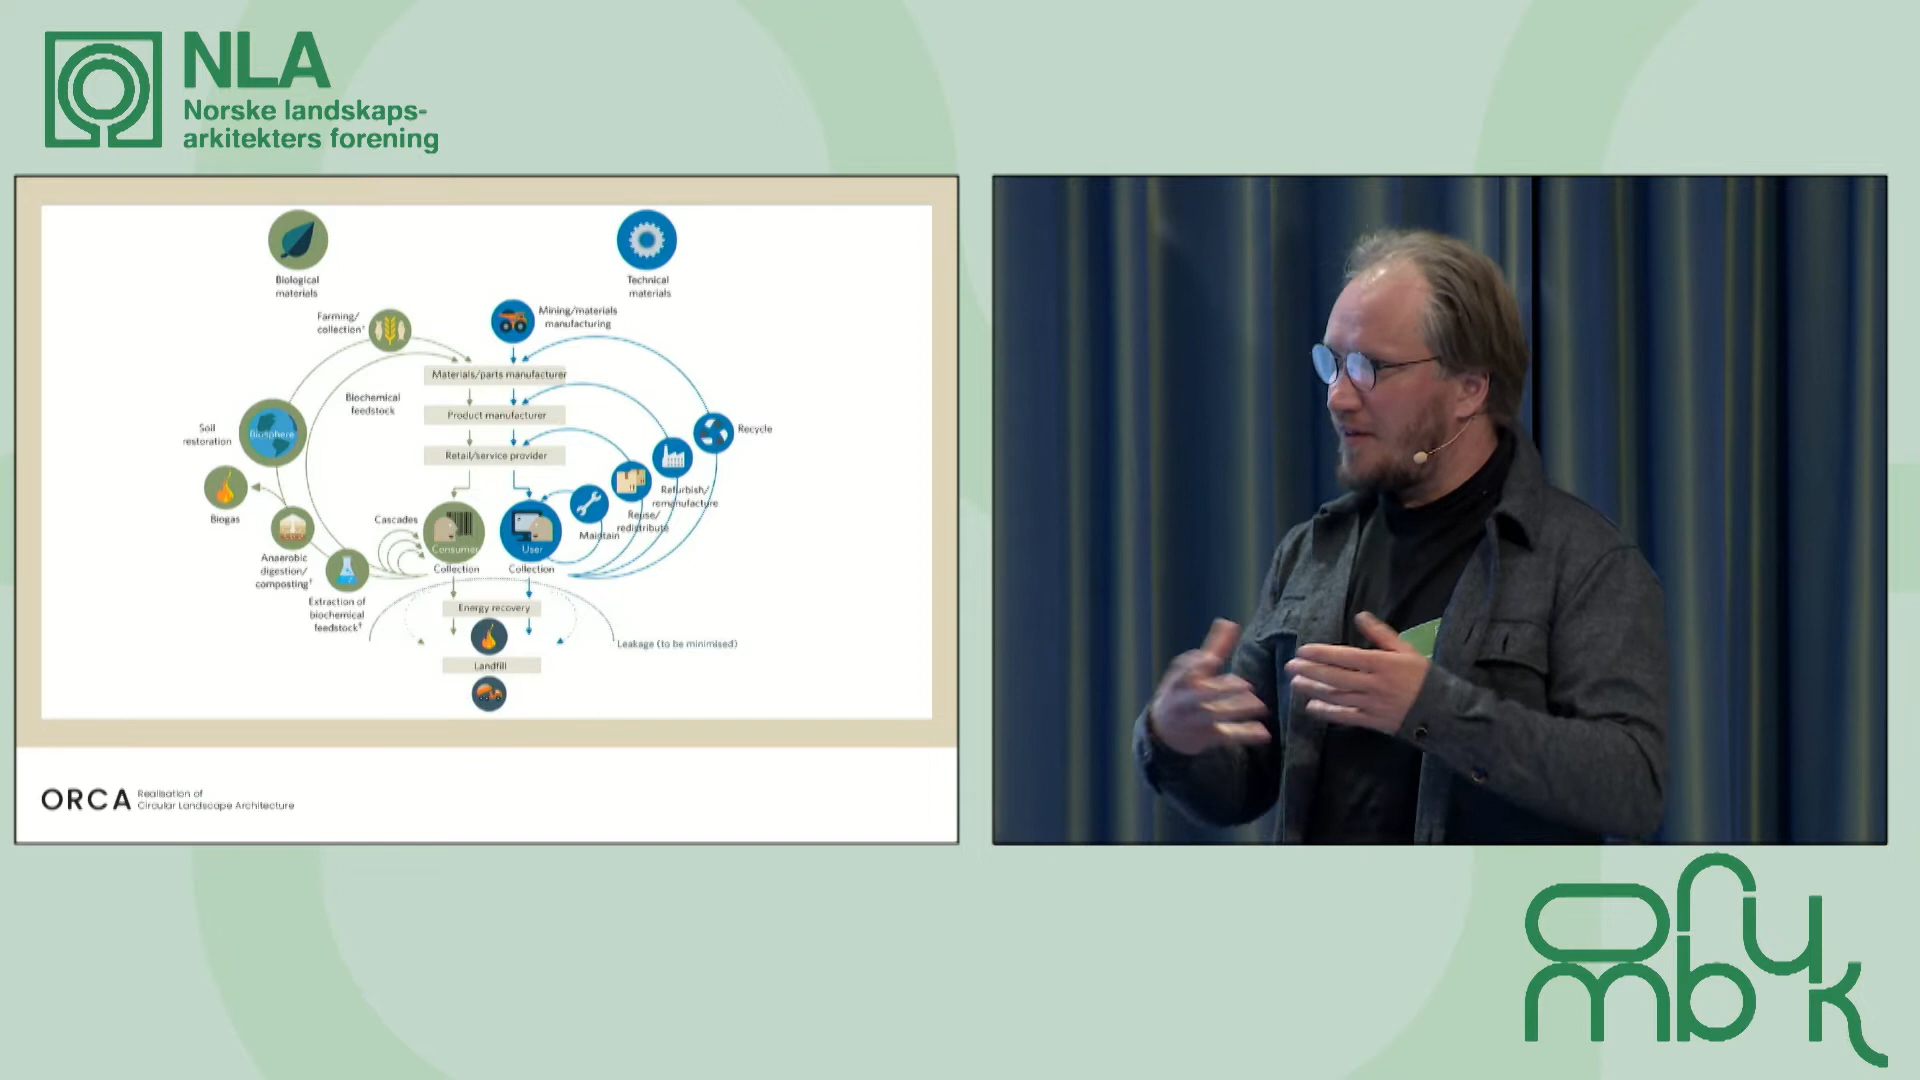 NLA
Norske landskaps-
arkitekters forening
Biological
materials
Technical
materials
Farming/
collection¹
Mining/materials
manufacturing
Materials/parts manufacturer
Biochemical
feedstock
Product manufacturer
Soil
restoration
Biosphere
Recycle
Retail/service provider
Refurbish/
remanufacture
Biogas
Cascades
Reuse/
redistribute
Maintain
Consumer
User
Collection
Collection
Anaerobic
digestion/
composting†
Extraction of
biochemical
feedstock†
Energy recovery
Leakage (to be minimised)
Landfill
ORCA
Realisation of
Circular Landscape Architecture
ombruk